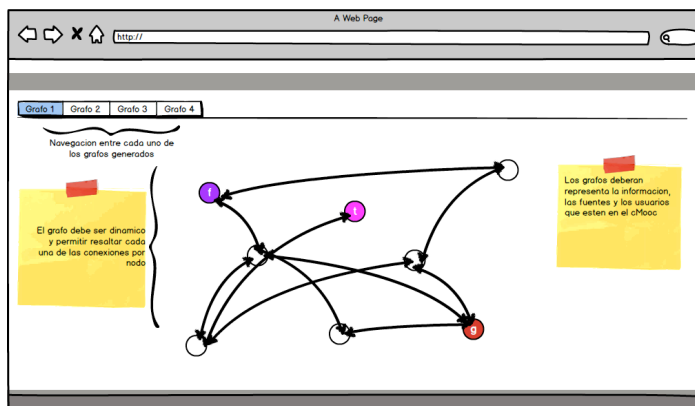 A Web Page
http://
Grafo 1 Grafo 2 Grafo 3 Grafo 4
Navegacion entre cada uno de
los grafos generados
El grafo debe ser dinamico
y permitir resaltar cada
una de las conexiones por
nodo
f
t
g
Los grafos deberan
representa la informacion,
las fuentes y los usuarios
que esten en el cMooc